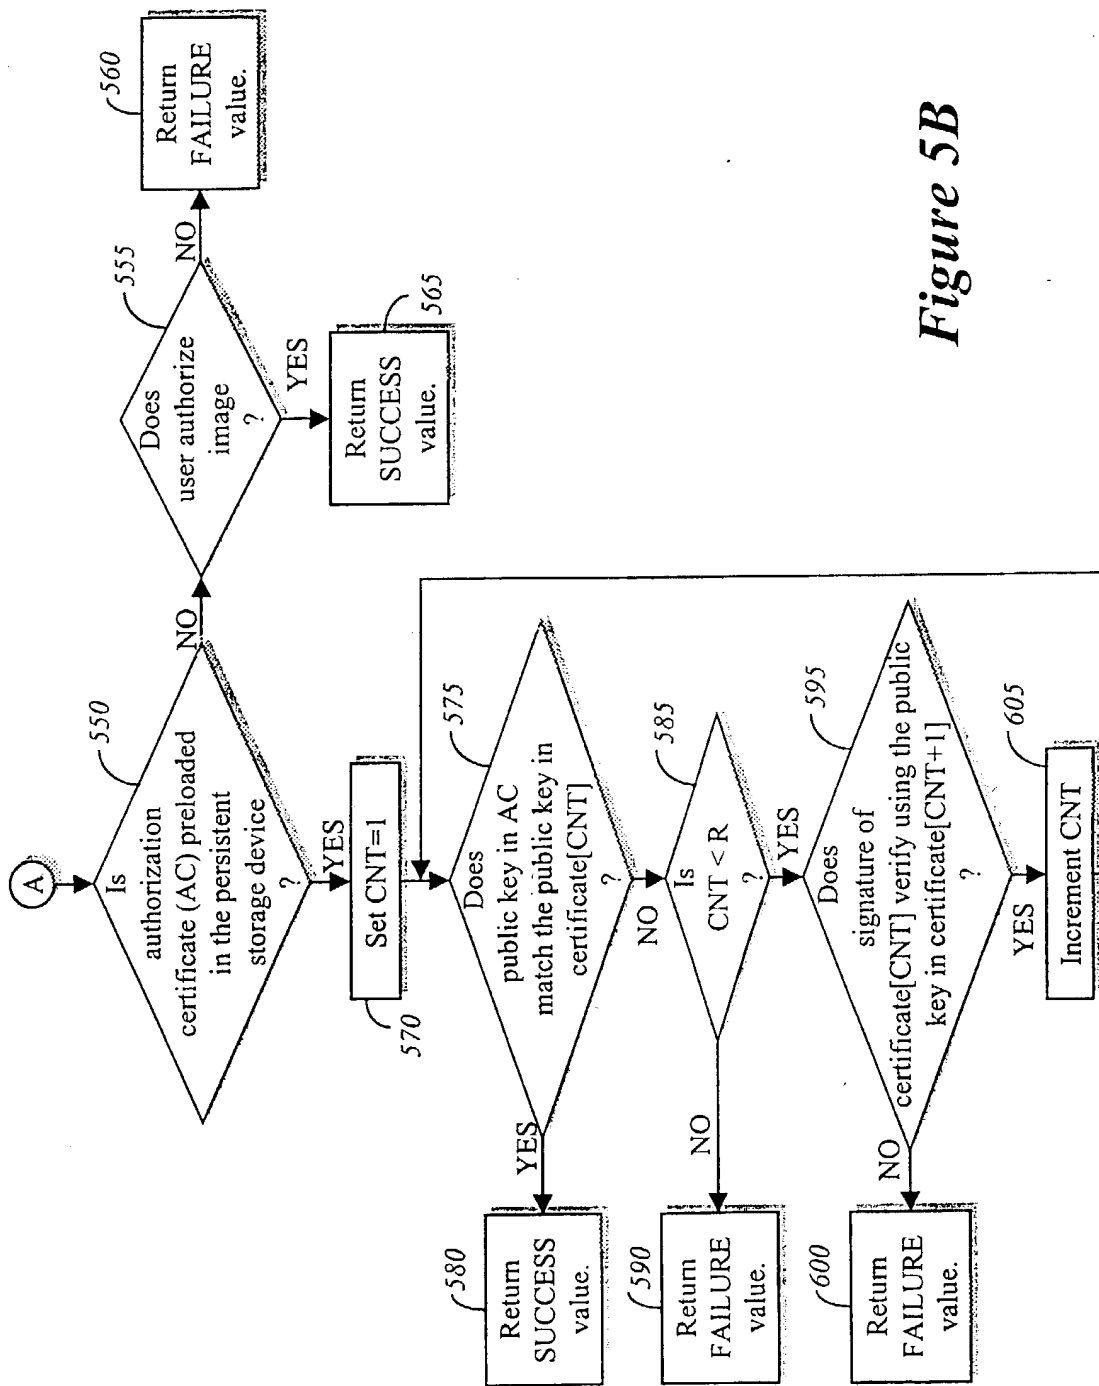 A
Is
authorization
certificate (AC) preloaded
in the persistent
storage device
?
550
NO
YES
Does
user authorize
image
?
555
NO
YES
560
Return
FAILURE
value.
565
Return
SUCCESS
value.
570
Set CNT=1
Does
public key in AC
match the public key in
certificate[CNT]
?
575
YES
NO
580
Return
SUCCESS
value.
Is
CNT < R
?
585
NO
YES
590
Return
FAILURE
value.
Does
signature of
certificate[CNT] verify using the public
key in certificate[CNT+1]
?
595
NO
YES
600
Return
FAILURE
value.
605
Increment CNT
Figure 5B